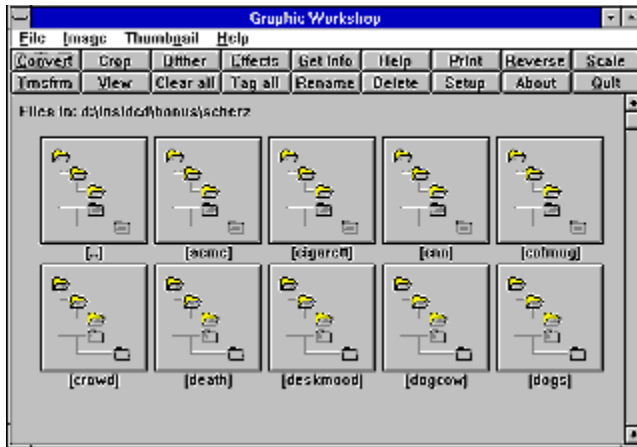 Graphic Workshop
File Image Thumbnail Help
Convert Crop Dither Effects Get Info Help Print Reverse Scale
Trnsfrm View Clear all Tag all Rename Delete Setup About Quit
Files in: d:\insidcd\bonus\scherz
[..] [acmc] [cigarett] [cofmug]
[crowd] [death] [deskmood] [dogcow] [dogs]